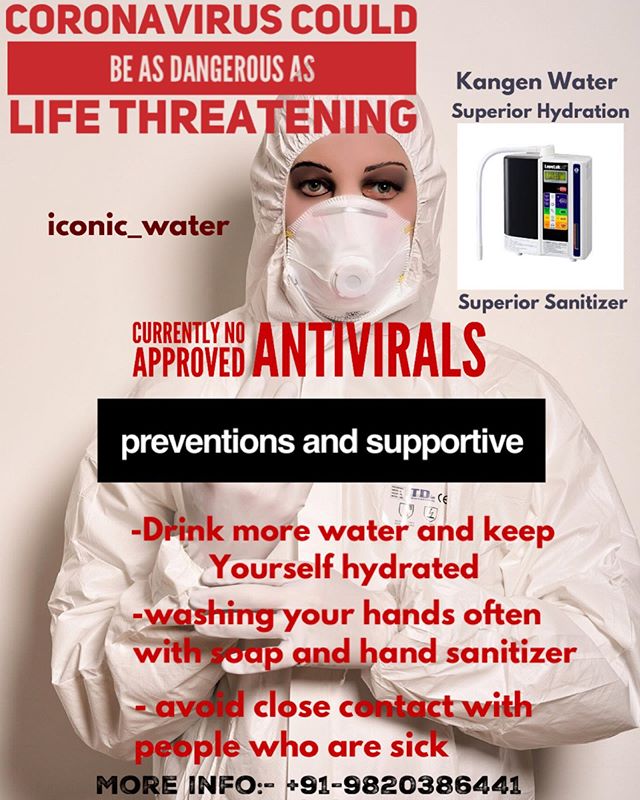 CORONAVIRUS COULD
BE AS DANGEROUS AS
LIFE THREATENING
Kangen Water
Superior Hydration
iconic_water
Superior Sanitizer
CURRENTLY NO
APPROVED ANTIVIRALS
preventions and supportive
-Drink more water and keep
Yourself hydrated
-washing your hands often
with soap and hand sanitizer
- avoid close contact with
people who are sick
MORE INFO:- +91-9820386441